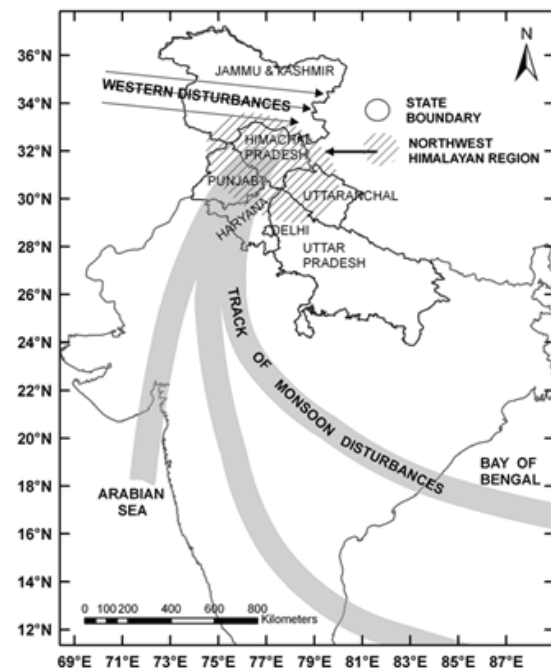 N
36°N
34°N
32°N
30°N
28°N
26°N
24°N
22°N
20°N
18°N
16°N
14°N
12°N
JAMMU & KASHMIR
WESTERN DISTURBANCES
HIMACHAL
PRADESH
PUNJAB
UTTARANCHAL
HARYANA
DELHI
UTTAR
PRADESH
STATE
BOUNDARY
NORTHWEST
HIMALAYAN REGION
TRACK OF MONSOON DISTURBANCES
BAY OF
BENGAL
ARABIAN
SEA
0 100 200 400 600 800
Kilometers
69°E 71°E 73°E 75°E 77°E 79°E 81°E 83°E 85°E 87°E 89°E